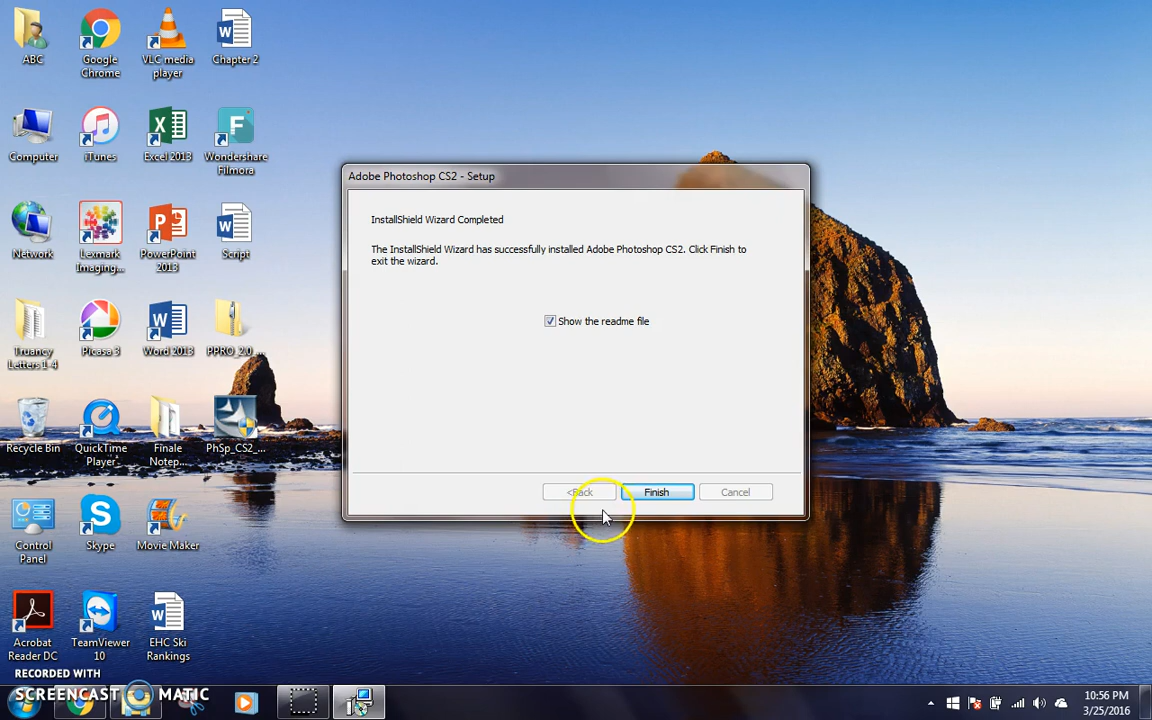 ABC
Google
Chrome
VLC media
player
Chapter 2
Computer
iTunes
Excel 2013
Wondershare
Filmora
Network
Lexmark
Imaging...
PowerPoint
2013
Script
Truancy
Letters 1-4
Picasa 3
Word 2013
PPRO_2.0_...
Recycle Bin
QuickTime
Player
Finale
Notep...
PhSp_CS2_...
Control
Panel
Skype
Movie Maker
Acrobat
Reader DC
TeamViewer
10
EHC Ski
Rankings
Adobe Photoshop CS2 - Setup
InstallShield Wizard Completed
The InstallShield Wizard has successfully installed Adobe Photoshop CS2. Click Finish to
exit the wizard.
Show the readme file
<Back
Finish
Cancel
RECORDED WITH
SCREENCAST MATIC
10:56 PM
3/25/2016